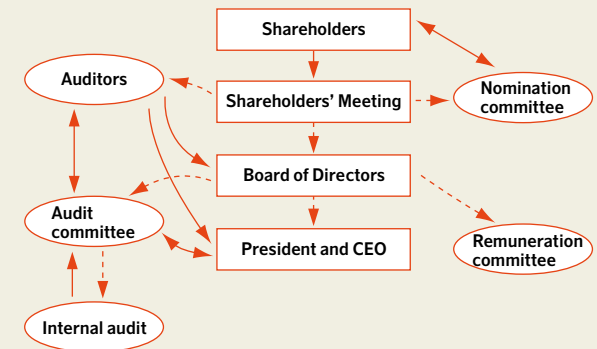 Shareholders
Auditors
Nomination
committee
Shareholders' Meeting
Board of Directors
Audit
committee
President and CEO
Remuneration
committee
Internal audit